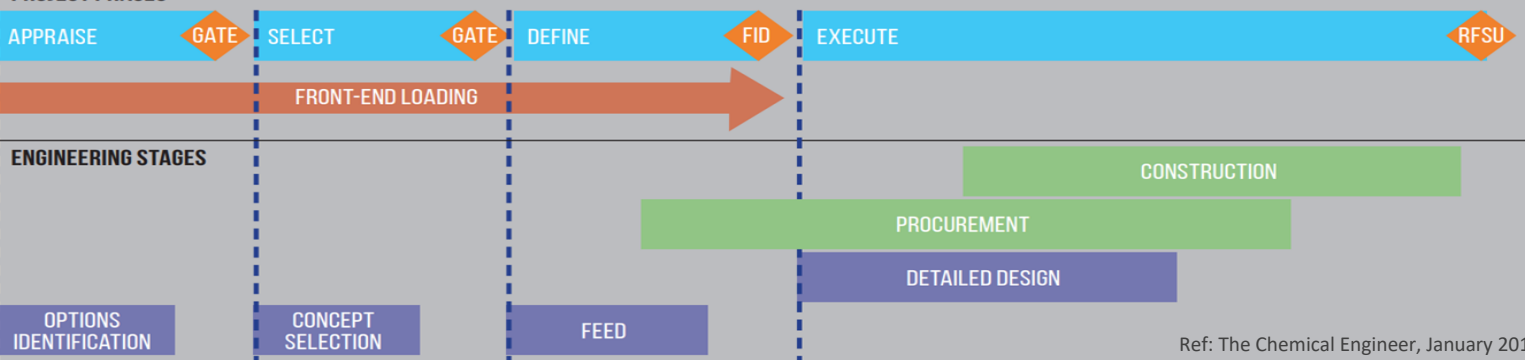 APPRAISE GATE SELECT GATE DEFINE FID EXECUTE RFSU
FRONT-END LOADING
ENGINEERING STAGES
CONSTRUCTION
PROCUREMENT
DETAILED DESIGN
OPTIONS
IDENTIFICATION
CONCEPT
SELECTION
FEED
Ref: The Chemical Engineer, January 201